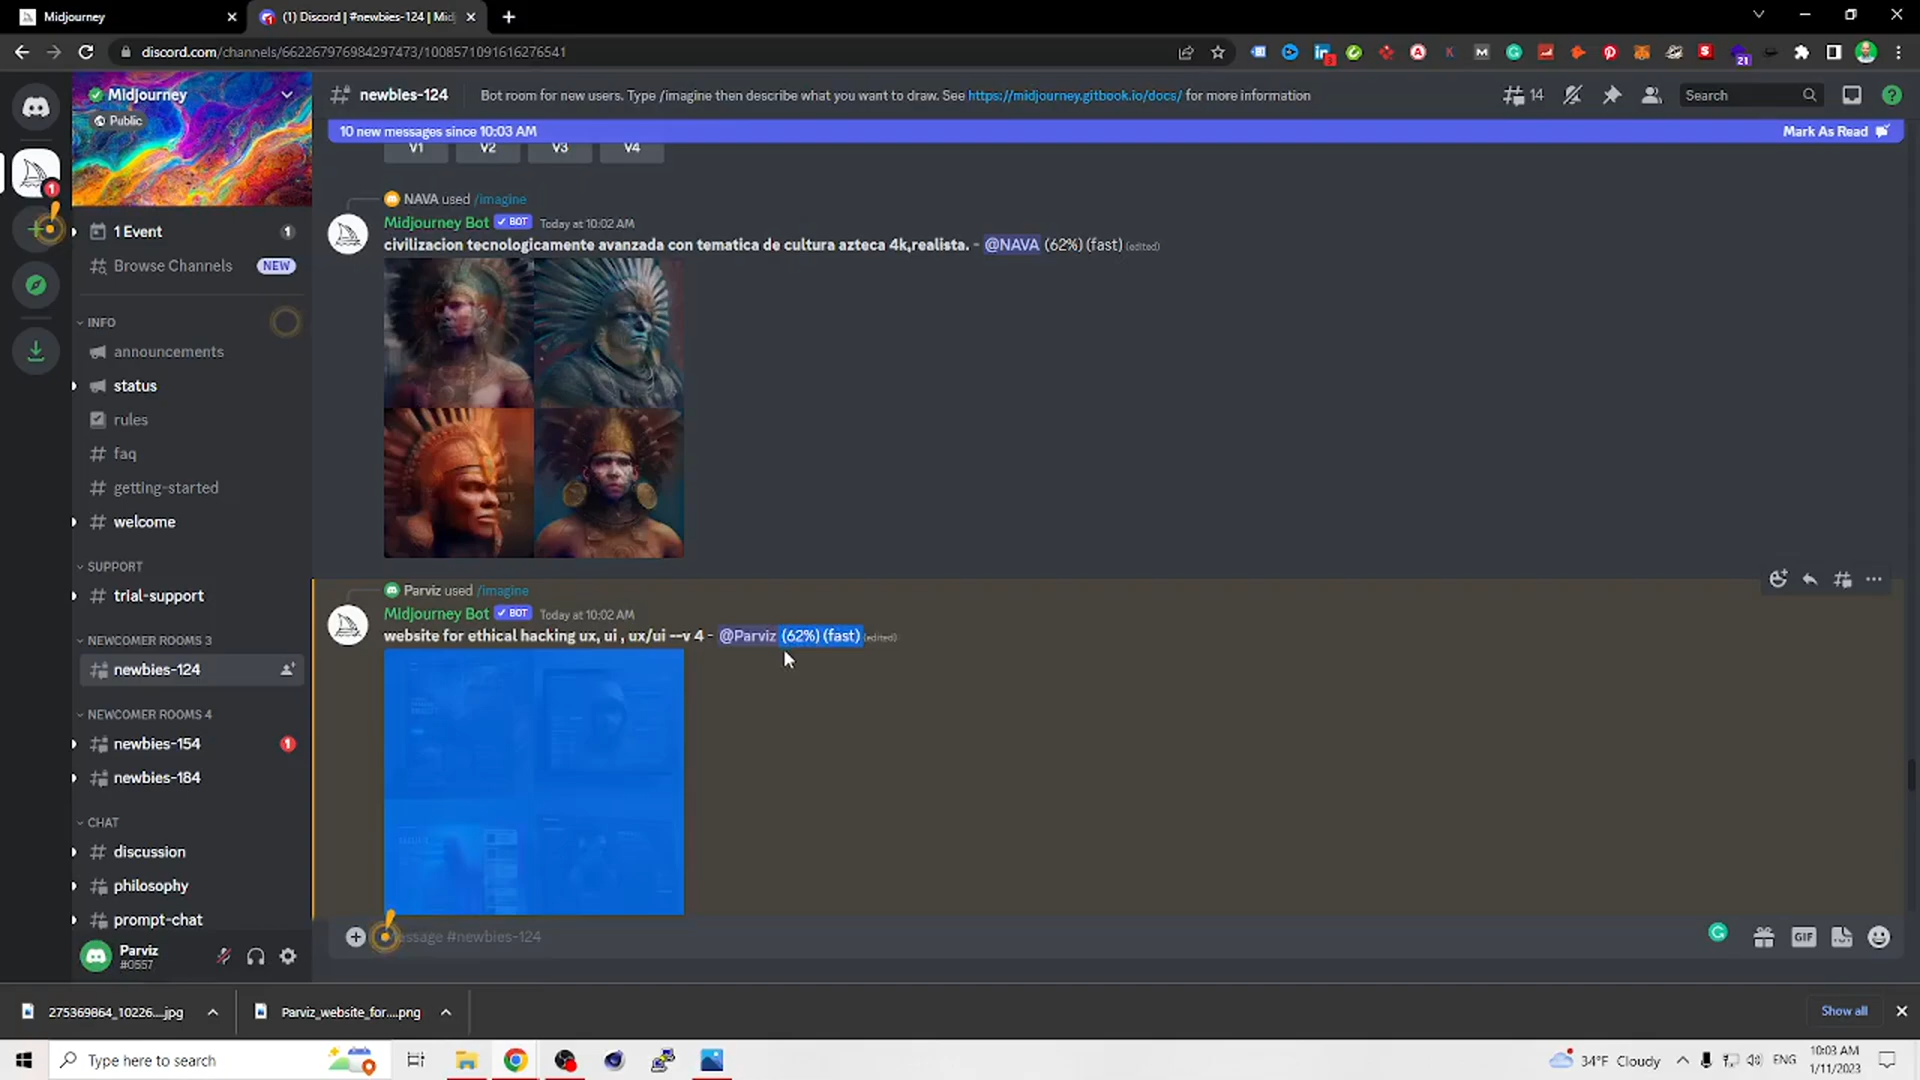 Midjourney
(1) Discord | #newbies-124 | Mid
discord.com/channels/662267976984297473/1008571091616276541
3
21
Midjourney
Public
1
1 Event
1
Browse Channels
NEW
INFO
announcements
status
rules
faq
getting-started
welcome
SUPPORT
trial-support
NEWCOMER ROOMS 3
newbies-124
NEWCOMER ROOMS 4
newbies-154
1
newbies-184
CHAT
discussion
philosophy
prompt-chat
Parviz
#0557
newbies-124
Bot room for new users. Type /imagine then describe what you want to draw. See https://midjourney.gitbook.io/docs/ for more information
14
Search
10 new messages since 10:03 AM
Mark As Read
V1 V2 V3 V4
NAVA used /imagine
Midjourney Bot BOT Today at 10:02 AM
civilizacion tecnologicamente avanzada con tematica de cultura azteca 4k,realista. - @NAVA (62%) (fast) (edited)
Parviz used /imagine
Midjourney Bot BOT Today at 10:02 AM
website for ethical hacking ux, ui , ux/ui --v 4 - @Parviz (62%) (fast) (edited)
essage #newbies-124
GIF
275369864_10226....jpg
Parviz_website_for....png
Show all
Type here to search
34°F Cloudy
ENG
10:03 AM
1/11/2023